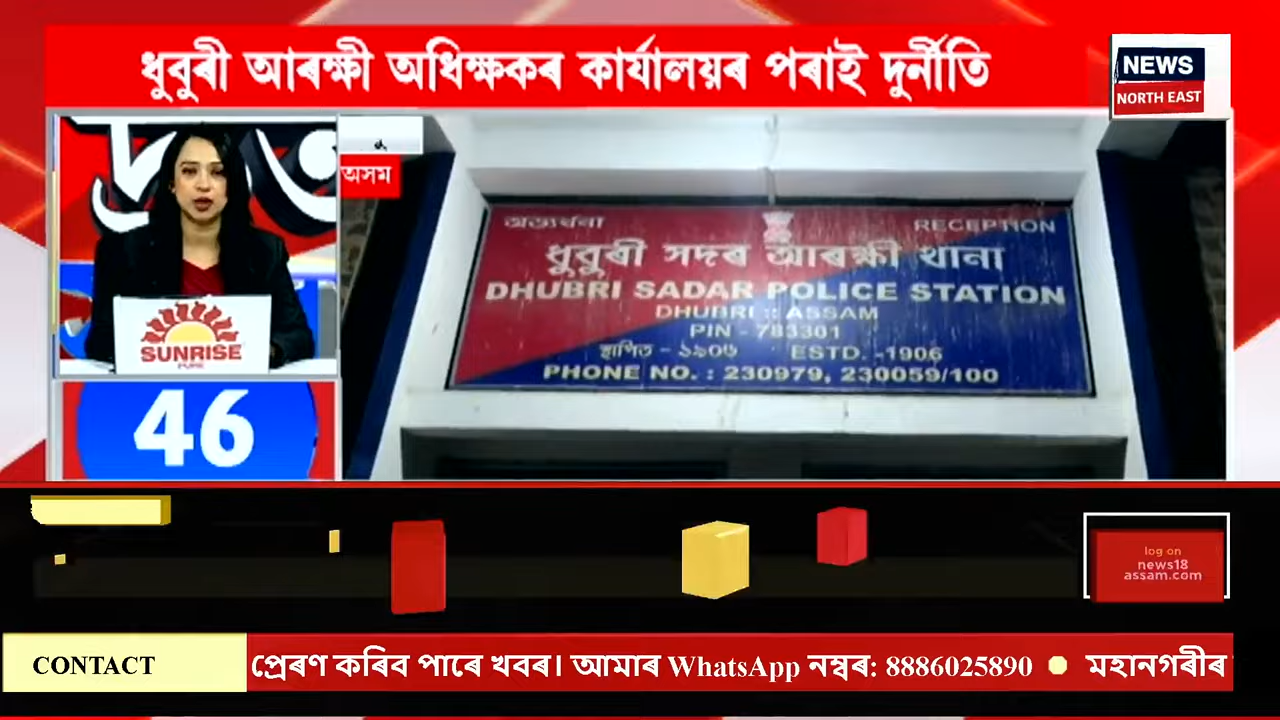 ধুবুৰী আৰক্ষী অধিক্ষকৰ কাৰ্যালয়ৰ পৰাই দুৰ্নীতি
NEWS
NORTH EAST
অসম
অভ্যৰ্থনা
RECEPTION
ধুবুৰী সদৰ আৰক্ষী থানা
DHUBRI SADAR POLICE STATION
DHUBRI :: ASSAM
PIN - 783301
স্থাপিত - ১৯০৬ ESTD. -1906
PHONE NO. : 230979, 230059/100
SUNRISE
PURE
46
log on
news18
assam.com
CONTACT
প্ৰেৰণ কৰিব পাৰে খবৰ। আমাৰ WhatsApp নম্বৰ: 8886025890 ● মহানগৰীৰ